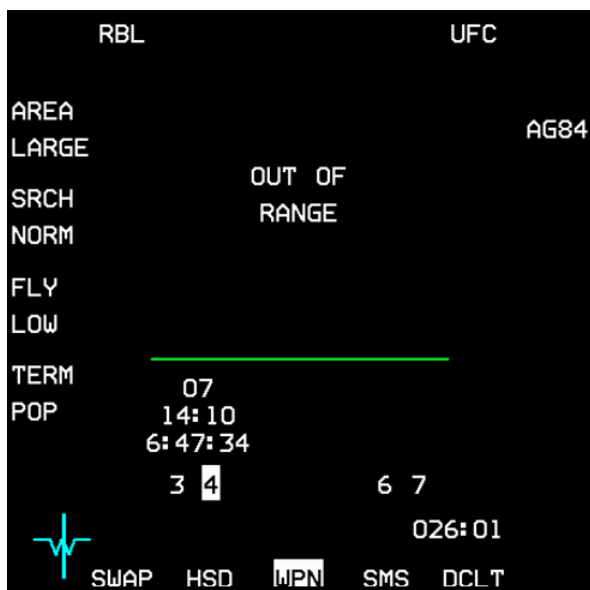 RBL UFC
AREA
LARGE
AG84
OUT OF
RANGE
SRCH
NORM
FLY
LOW
TERM
POP
07
14:10
6:47:34
3 4 6 7
026:01
SWAP HSD WPN SMS DCLT